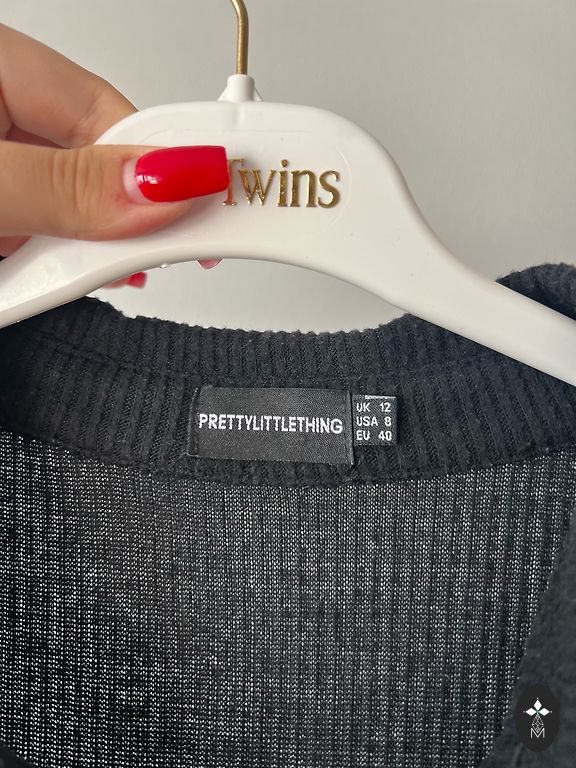 Twins
PRETTYLITTLETHING
UK 12
USA 8
EU 40